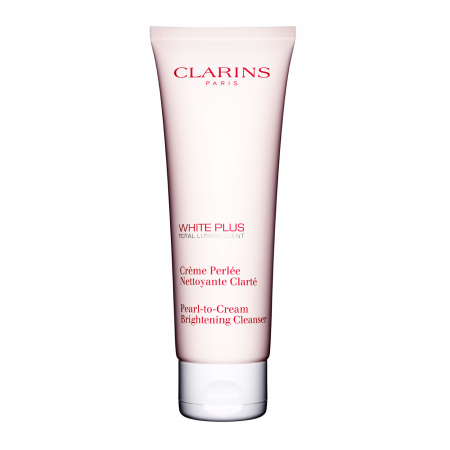 CLARINS
PARIS
WHITE PLUS
TOTAL LUMINESCENT
Crème Perlée
Nettoyante Clarté
Pearl-to-Cream
Brightening Cleanser